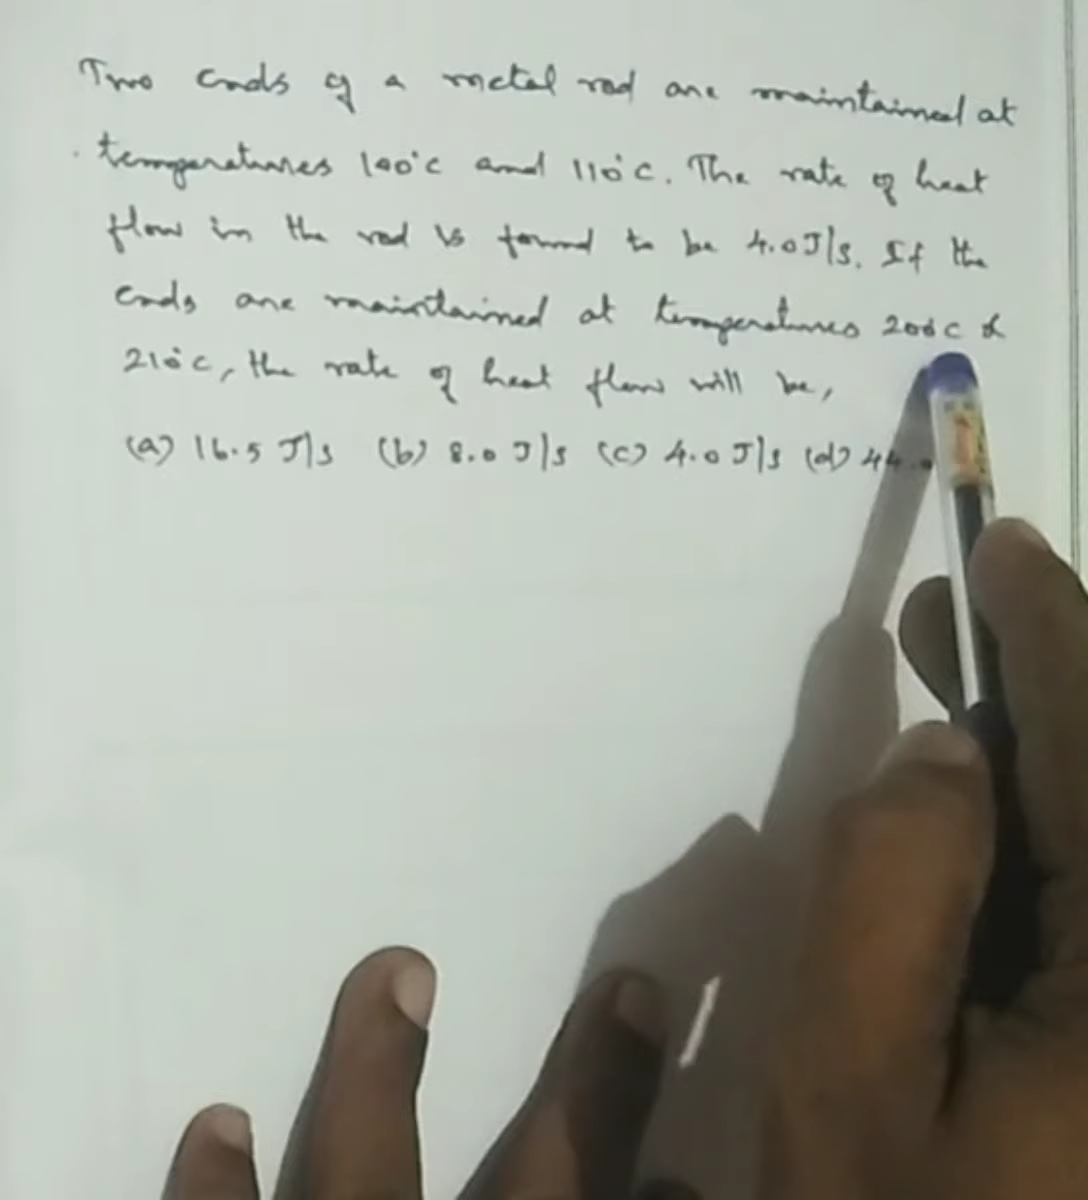 Two ends of a metal rod are maintained at
temperatures 100°C and 110°C. The rate of heat
flow in the rod is found to be 4.0 J/s. If the
ends are maintained at temperatures 200°C &
210°C, the rate of heat flow will be,
(a) 16.5 J/s (b) 8.0 J/s (c) 4.0 J/s (d) 44.